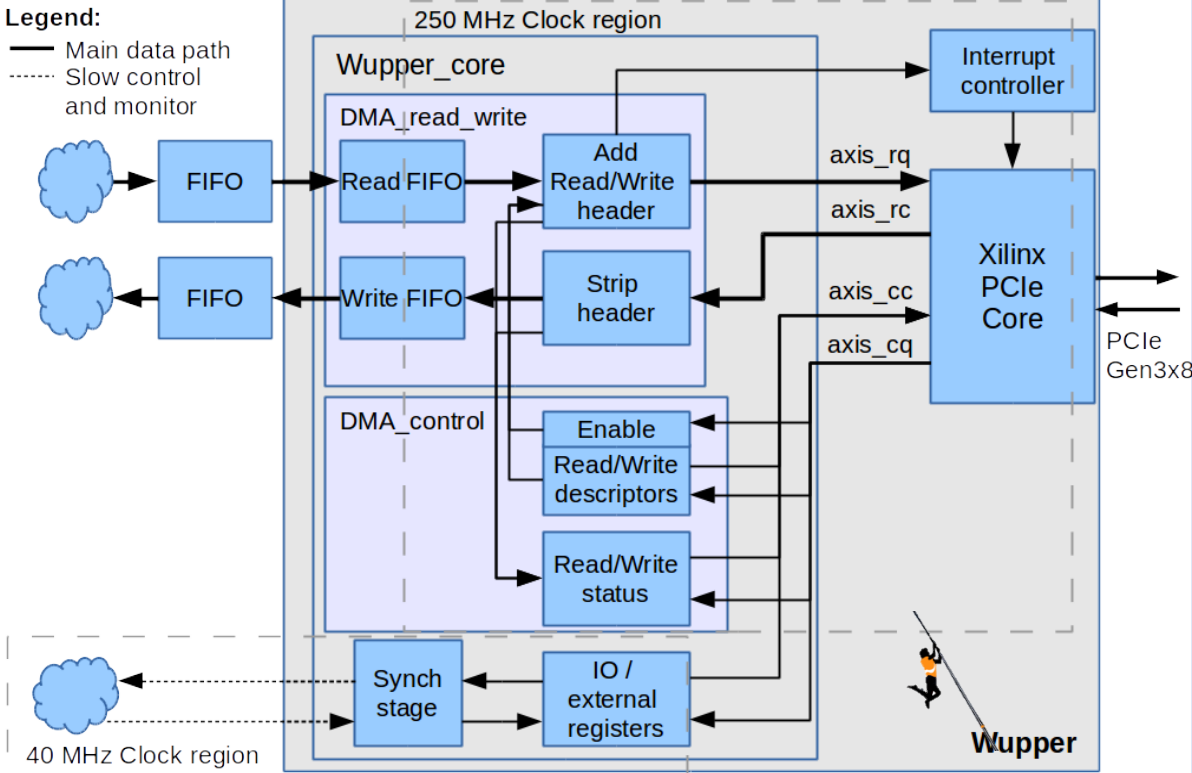 Legend:
Main data path
Slow control
and monitor
250 MHz Clock region
Wupper_core
Interrupt
controller
DMA_read_write
FIFO
Read FIFO
Add
Read/Write
header
axis_rq
axis_rc
Xilinx
PCIe
Core
FIFO
Write FIFO
Strip
header
axis_cc
axis_cq
PCIe
Gen3x8
DMA_control
Enable
Read/Write
descriptors
Read/Write
status
Synch
stage
IO /
external
registers
40 MHz Clock region
Wupper